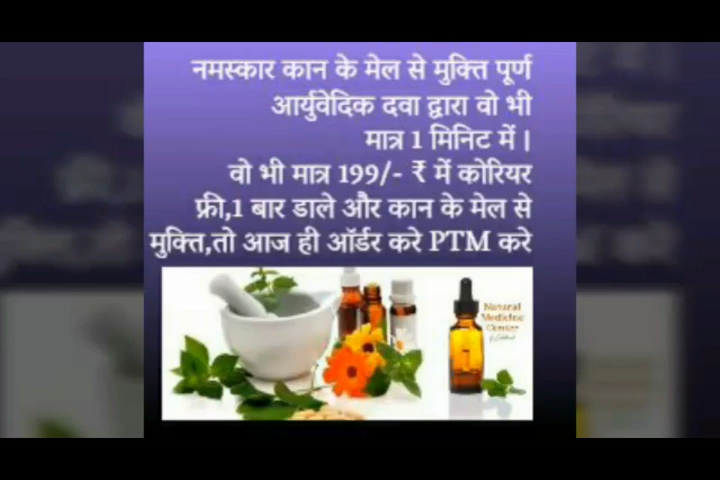 नमस्कार कान के मेल से मुक्ति पूर्ण
आर्युवेदिक दवा द्वारा वो भी
मात्र 1 मिनिट में |
वो भी मात्र 199/- ₹ में कोरियर
फ्री,1 बार डाले और कान के मेल से
मुक्ति,तो आज ही ऑर्डर करे PTM करे
Natural
Medicine
Center